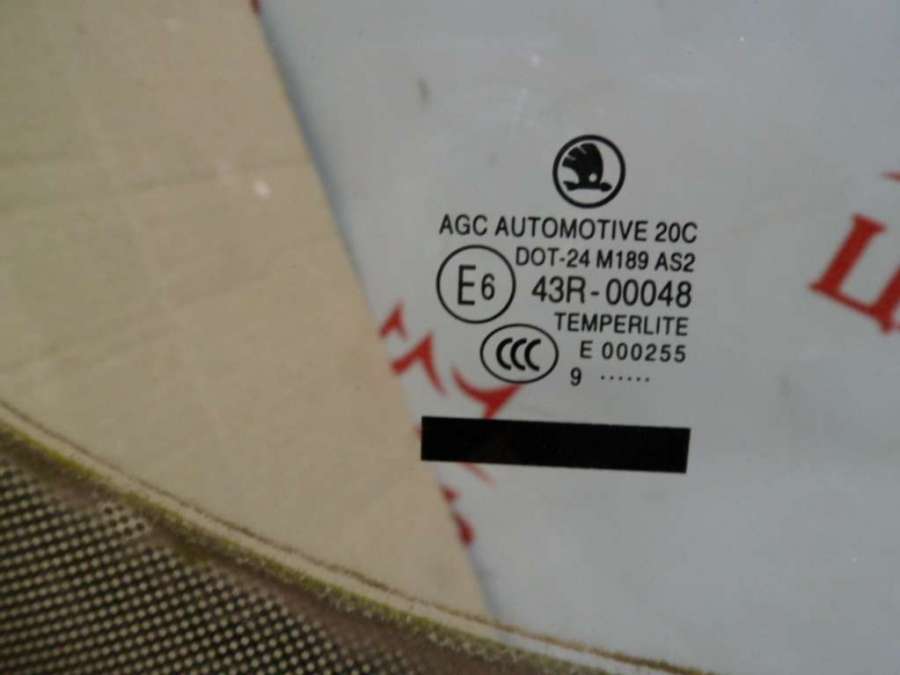 AGC AUTOMOTIVE 20C
DOT-24 M189 AS2
E6 43R-00048
TEMPERLITE
CCC E 000255
9 ......